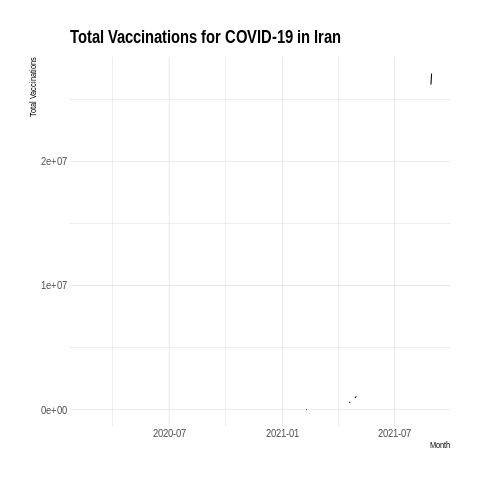 Total Vaccinations for COVID-19 in Iran
Total Vaccinations
2e+07
1e+07
0e+00
2020-07 2021-01 2021-07
Month